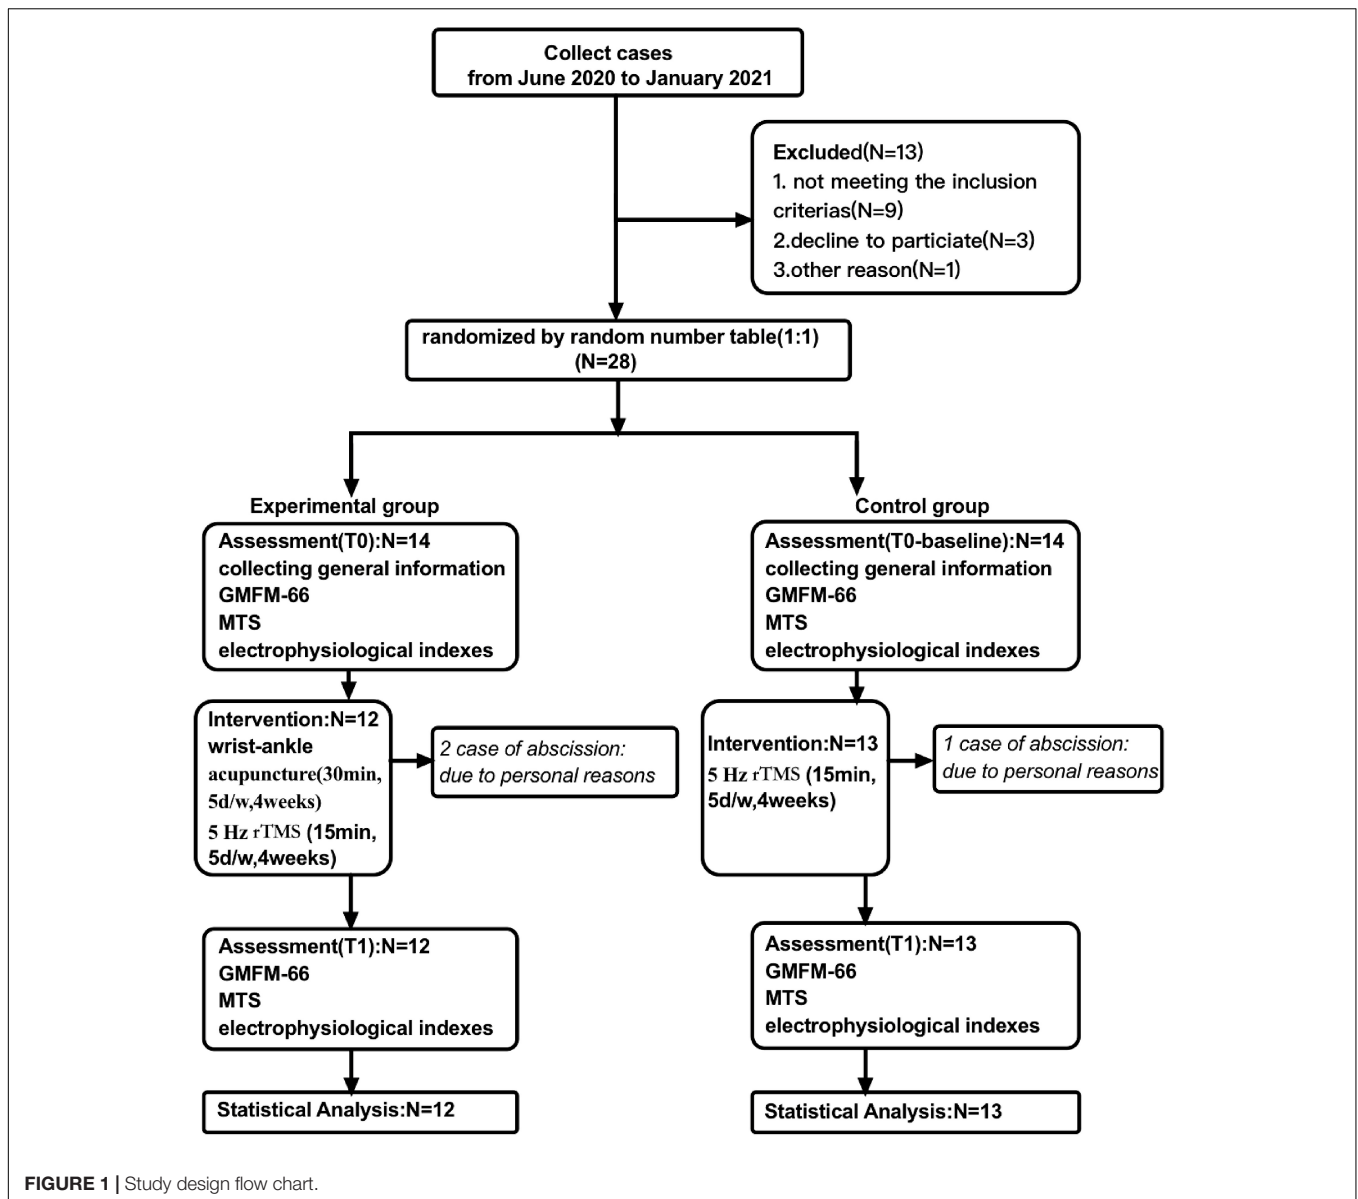 Collect cases
from June 2020 to January 2021
Excluded(N=13)
1. not meeting the inclusion
criterias(N=9)
2.decline to particiate(N=3)
3.other reason(N=1)
randomized by random number table(1:1)
(N=28)
Experimental group
Assessment(T0):N=14
collecting general information
GMFM-66
MTS
electrophysiological indexes
Control group
Assessment(T0-baseline):N=14
collecting general information
GMFM-66
MTS
electrophysiological indexes
Intervention:N=12
wrist-ankle
acupuncture(30min,
5d/w,4weeks)
5 Hz rTMS (15min,
5d/w,4weeks)
2 case of abscission:
due to personal reasons
Intervention:N=13
5 Hz rTMS (15min,
5d/w,4weeks)
1 case of abscission:
due to personal reasons
Assessment(T1):N=12
GMFM-66
MTS
electrophysiological indexes
Assessment(T1):N=13
GMFM-66
MTS
electrophysiological indexes
Statistical Analysis:N=12
Statistical Analysis:N=13
FIGURE 1 | Study design flow chart.